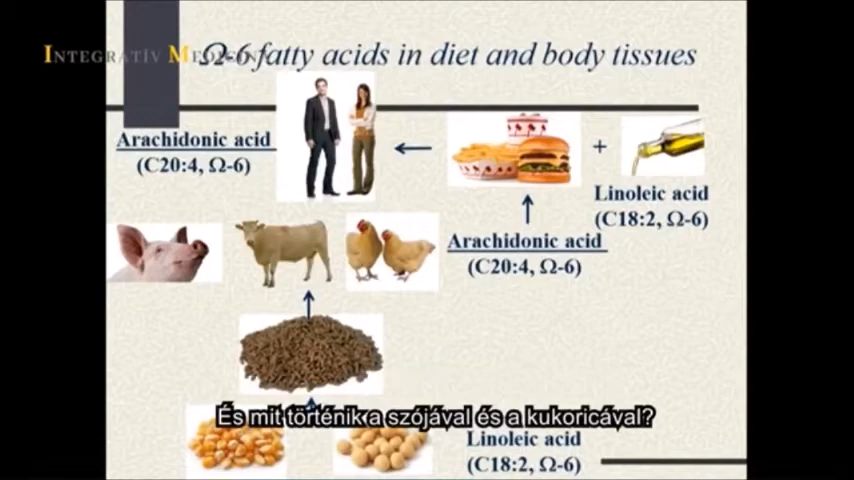 INTEGRATÍV MEDICINA
Ω-6 fatty acids in diet and body tissues
Arachidonic acid
(C20:4, Ω-6)
+
Linoleic acid
(C18:2, Ω-6)
Arachidonic acid
(C20:4, Ω-6)
És mit történik a szójával és a kukoricával?
Linoleic acid
(C18:2, Ω-6)